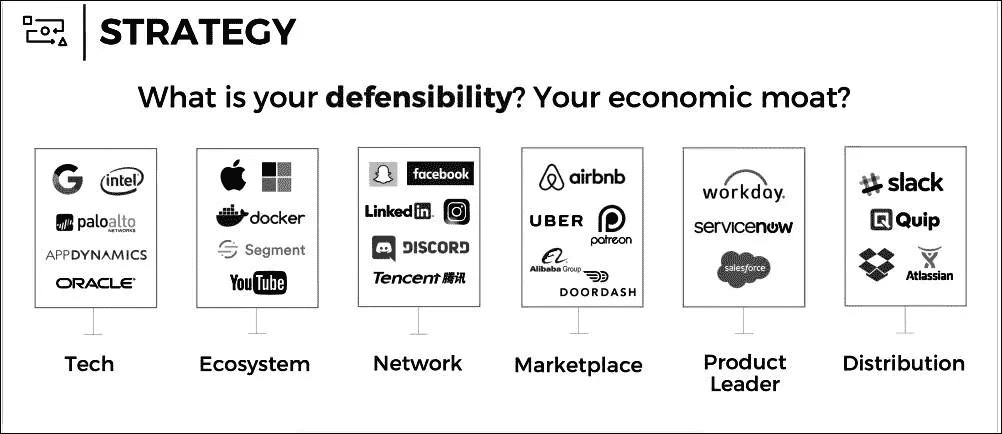 STRATEGY
What is your defensibility? Your economic moat?
G intel
paloalto
NETWORKS
APPDYNAMICS
ORACLE
Tech
docker
Segment
YouTube
Ecosystem
facebook
Linked in
DISCORD
Tencent 腾讯
Network
airbnb
UBER
patreon
Alibaba Group
DOORDASH
Marketplace
workday.
servicenow
salesforce
Product
Leader
slack
Quip
Atlassian
Distribution